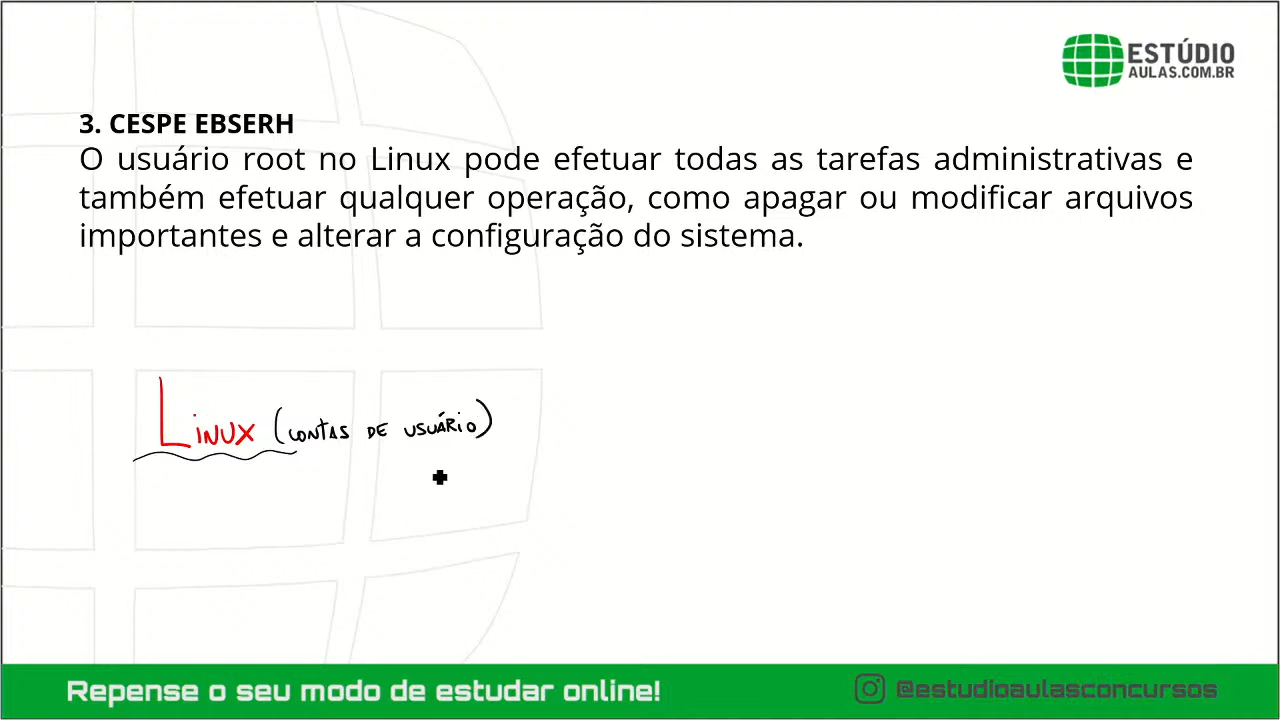 ESTÚDIO
AULAS.COM.BR
3. CESPE EBSERH
O usuário root no Linux pode efetuar todas as tarefas administrativas e
também efetuar qualquer operação, como apagar ou modificar arquivos
importantes e alterar a configuração do sistema.
LiNUX (CONTAS DE USUÁRiO)
Repense o seu modo de estudar online!
@estudioaulasconcursos